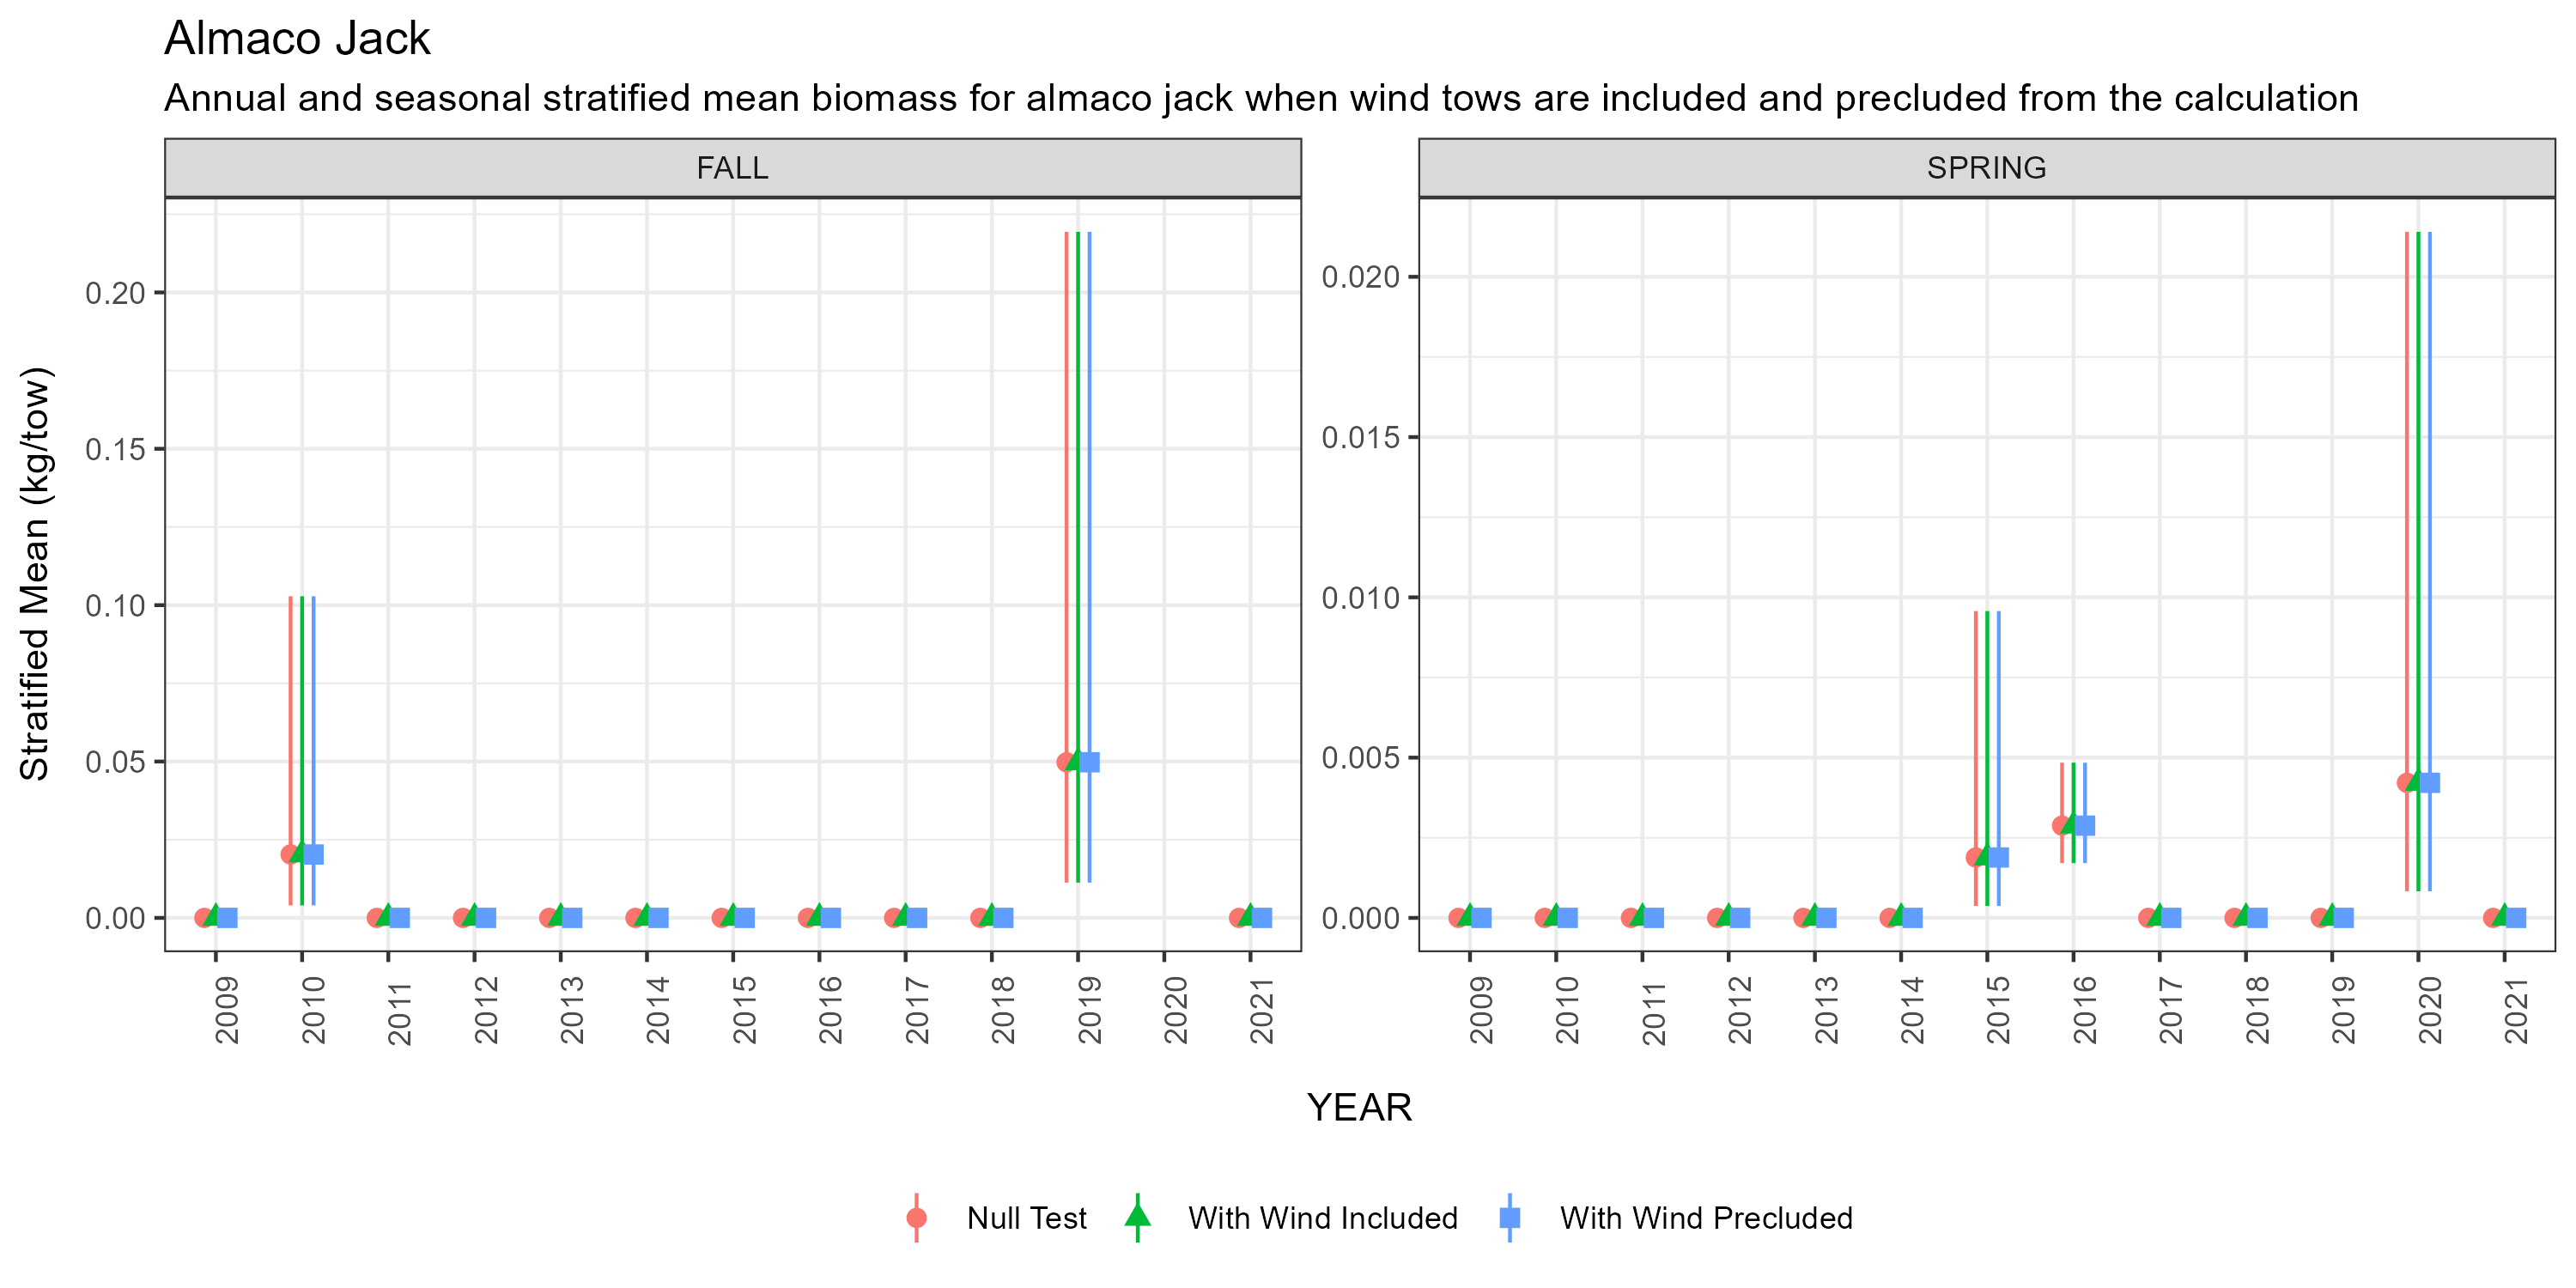 Almaco Jack
Annual and seasonal stratified mean biomass for almaco jack when wind tows are included and precluded from the calculation
FALL
SPRING
Stratified Mean (kg/tow)
0.20
0.15
0.10
0.05
0.00
0.020
0.015
0.010
0.005
0.000
2009 2010 2011 2012 2013 2014 2015 2016 2017 2018 2019 2020 2021
2009 2010 2011 2012 2013 2014 2015 2016 2017 2018 2019 2020 2021
YEAR
Null Test With Wind Included With Wind Precluded